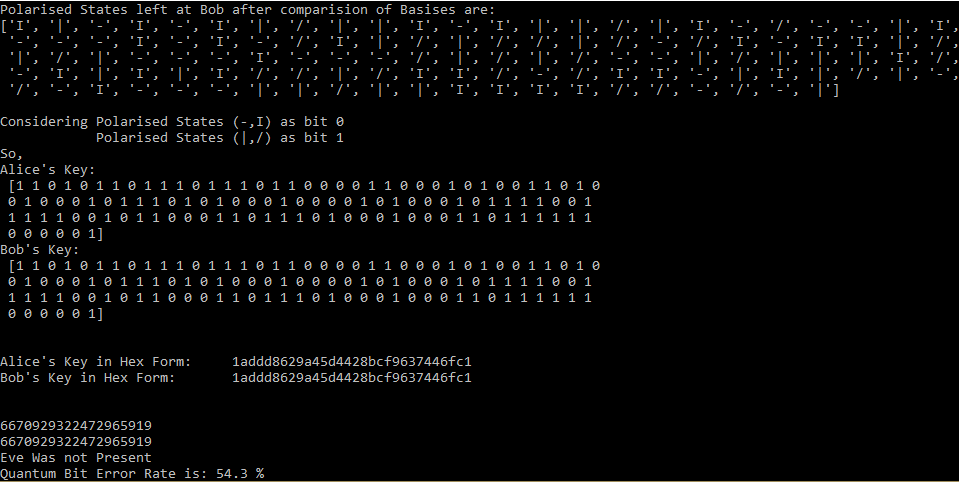 Polarised States left at Bob after comparision of Basises are:
['I', '|', '-', 'I', '-', 'I', '|', '/', '|', '|', 'I', '-', 'I', '|', '|', '/', '|', 'I', '-', '/', '-', '-', '|', 'I',
'-', '-', '-', 'I', '-', 'I', '-', '/', 'I', '|', '/', '|', '/', '/', '|', '/', '-', '/', 'I', '-', 'I', 'I', '|', '/',
'|', '/', '|', '-', '-', '-', 'I', '-', '-', '-', '/', '|', '/', '|', '/', '-', '-', '|', '/', '|', '|', '|', 'I', '/',
'-', 'I', '|', 'I', '|', 'I', '/', '/', '|', '/', 'I', 'I', '/', '-', '/', 'I', 'I', '-', '|', 'I', '|', '/', '|', '-',
'/', '-', 'I', '-', '-', '-', '|', '|', '/', '|', '|', 'I', 'I', 'I', 'I', '/', '/', '-', '/', '-', '|']
Considering Polarised States (-,I) as bit 0
Polarised States (|,/) as bit 1
So,
Alice's Key:
[1 1 0 1 0 1 1 0 1 1 1 0 1 1 1 0 1 1 0 0 0 0 1 1 0 0 0 1 0 1 0 0 1 1 0 1 0
0 1 0 0 0 1 0 1 1 1 0 1 0 1 0 0 0 1 0 0 0 0 1 0 1 0 0 0 1 0 1 1 1 1 0 0 1
1 1 1 1 0 0 1 0 1 1 0 0 0 1 1 0 1 1 1 0 1 0 0 0 1 0 0 0 1 1 0 1 1 1 1 1 1
0 0 0 0 0 1]
Bob's Key:
[1 1 0 1 0 1 1 0 1 1 1 0 1 1 1 0 1 1 0 0 0 0 1 1 0 0 0 1 0 1 0 0 1 1 0 1 0
0 1 0 0 0 1 0 1 1 1 0 1 0 1 0 0 0 1 0 0 0 0 1 0 1 0 0 0 1 0 1 1 1 1 0 0 1
1 1 1 1 0 0 1 0 1 1 0 0 0 1 1 0 1 1 1 0 1 0 0 0 1 0 0 0 1 1 0 1 1 1 1 1 1
0 0 0 0 0 1]
Alice's Key in Hex Form: 1addd8629a45d4428bcf9637446fc1
Bob's Key in Hex Form: 1addd8629a45d4428bcf9637446fc1
6670929322472965919
6670929322472965919
Eve Was not Present
Quantum Bit Error Rate is: 54.3 %